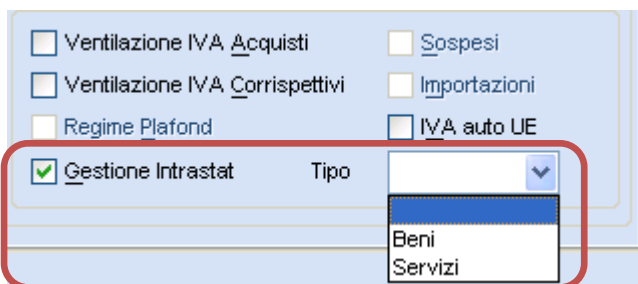 Ventilazione IVA Acquisti Sospesi
Ventilazione IVA Corrispettivi Importazioni
Regime Plafond IVA auto UE
Gestione Intrastat Tipo
Beni
Servizi